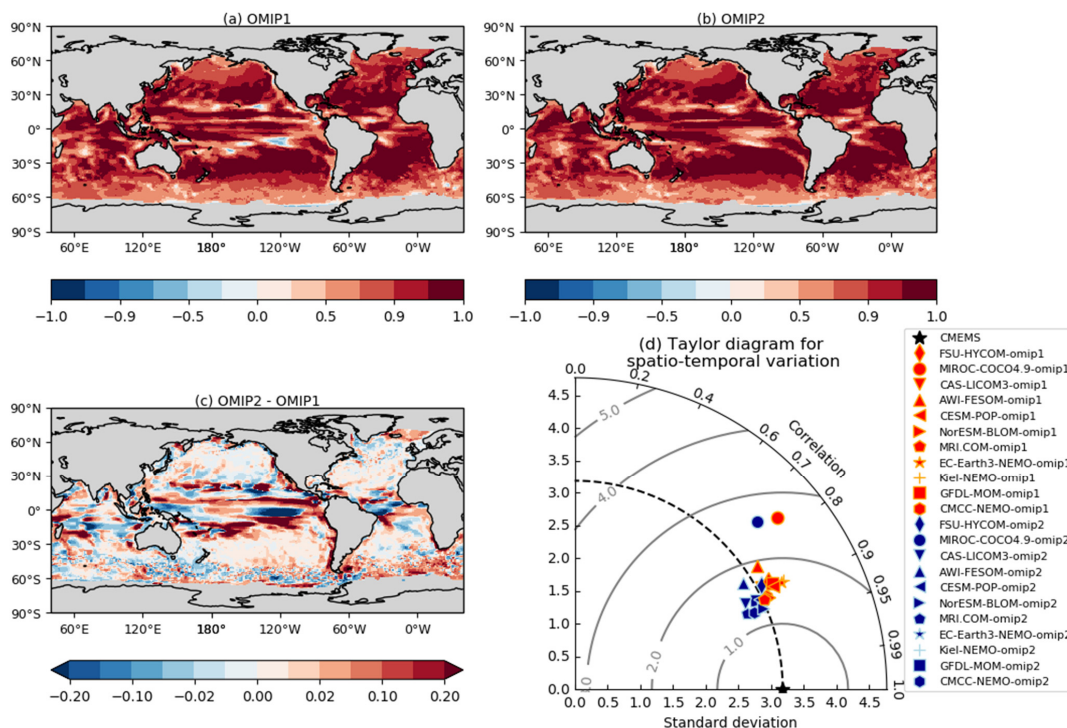 (a) OMIP1
90°N
60°N
30°N
0°
30°S
60°S
90°S
60°E 120°E 180° 120°W 60°W 0°W
−1.0 −0.9 −0.5 0.0 0.5 0.9 1.0
(b) OMIP2
90°N
60°N
30°N
0°
30°S
60°S
90°S
60°E 120°E 180° 120°W 60°W 0°W
−1.0 −0.9 −0.5 0.0 0.5 0.9 1.0
(c) OMIP2 - OMIP1
90°N
60°N
30°N
0°
30°S
60°S
90°S
−0.20 −0.10 −0.02 0.00 0.02 0.10 0.20
(d) Taylor diagram for
spatio-temporal variation
0.0
0.2
0.4
0.6
0.7
0.8
0.9
0.95
0.99
1.0
Correlation
4.5
4.0
3.5
3.0
2.5
2.0
1.5
1.0
0.5
0.0
5.0
4.0
2.0
1.0
0.0 0.5 1.0 1.5 2.0 2.5 3.0 3.5 4.0 4.5
Standard deviation
CMEMS
FSU-HYCOM-omip1
MIROC-COCO4.9-omip1
CAS-LICOM3-omip1
AWI-FESOM-omip1
CESM-POP-omip1
NorESM-BLOM-omip1
MRI.COM-omip1
EC-Earth3-NEMO-omip1
Kiel-NEMO-omip1
GFDL-MOM-omip1
CMCC-NEMO-omip1
FSU-HYCOM-omip2
MIROC-COCO4.9-omip2
CAS-LICOM3-omip2
AWI-FESOM-omip2
CESM-POP-omip2
NorESM-BLOM-omip2
MRI.COM-omip2
EC-Earth3-NEMO-omip2
Kiel-NEMO-omip2
GFDL-MOM-omip2
CMCC-NEMO-omip2